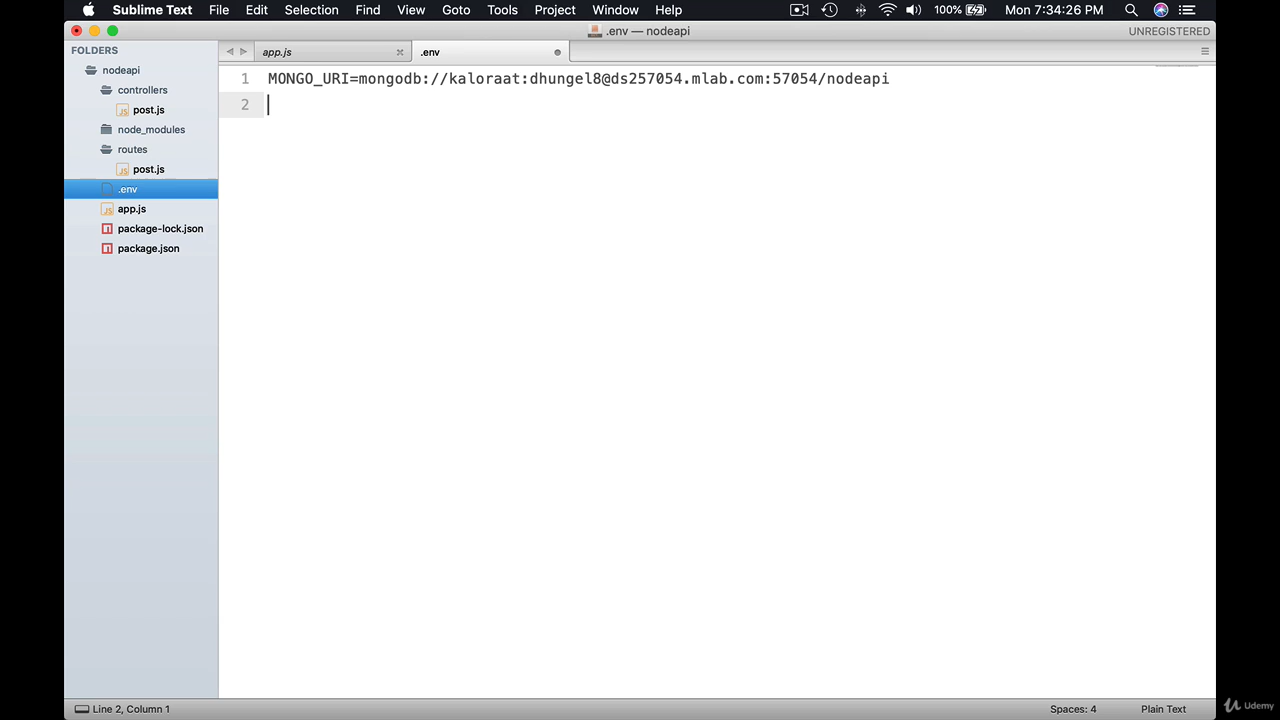 Sublime Text File Edit Selection Find View Goto Tools Project Window Help 100% Mon 7:34:26 PM
.env — nodeapi UNREGISTERED
FOLDERS
app.js .env
nodeapi
controllers
post.js
node_modules
routes
post.js
.env
app.js
package-lock.json
package.json
1 MONGO_URI=mongodb://kaloraat:dhungel8@ds257054.mlab.com:57054/nodeapi
2
Line 2, Column 1 Spaces: 4 Plain Text
Udemy